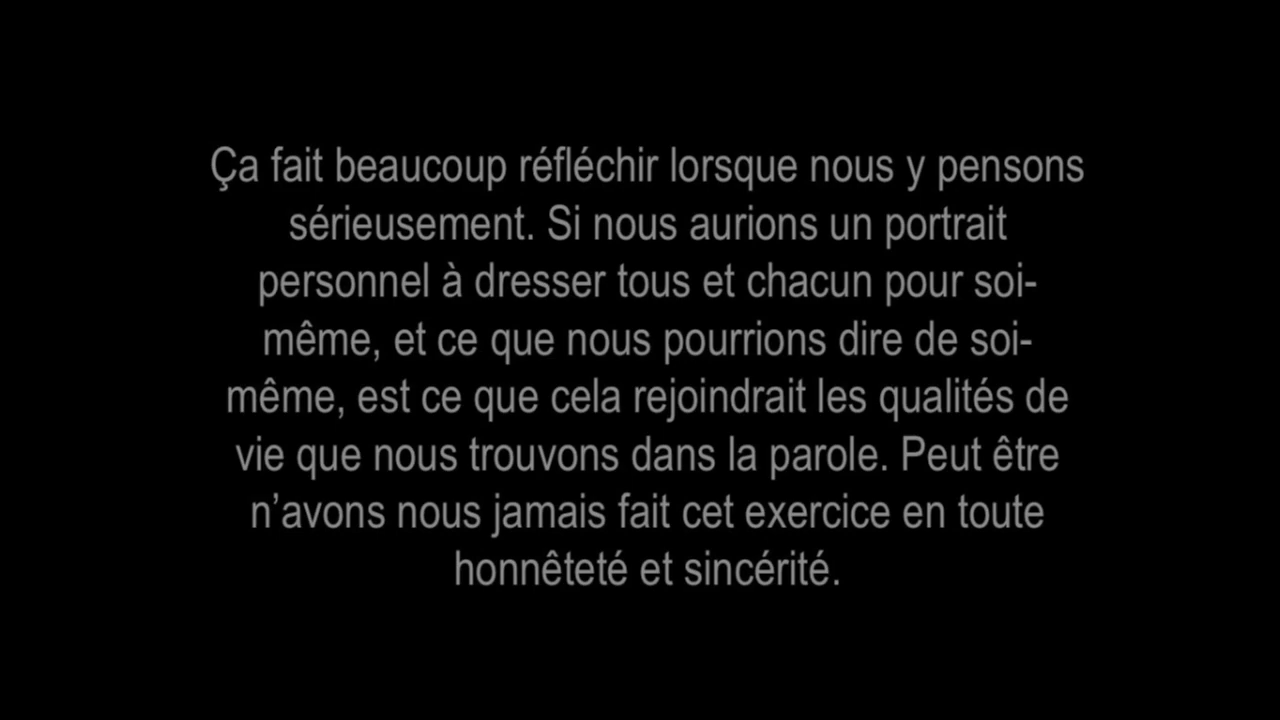 Ça fait beaucoup réfléchir lorsque nous y pensons
sérieusement. Si nous aurions un portrait
personnel à dresser tous et chacun pour soi-
même, et ce que nous pourrions dire de soi-
même, est ce que cela rejoindrait les qualités de
vie que nous trouvons dans la parole. Peut être
n’avons nous jamais fait cet exercice en toute
honnêteté et sincérité.